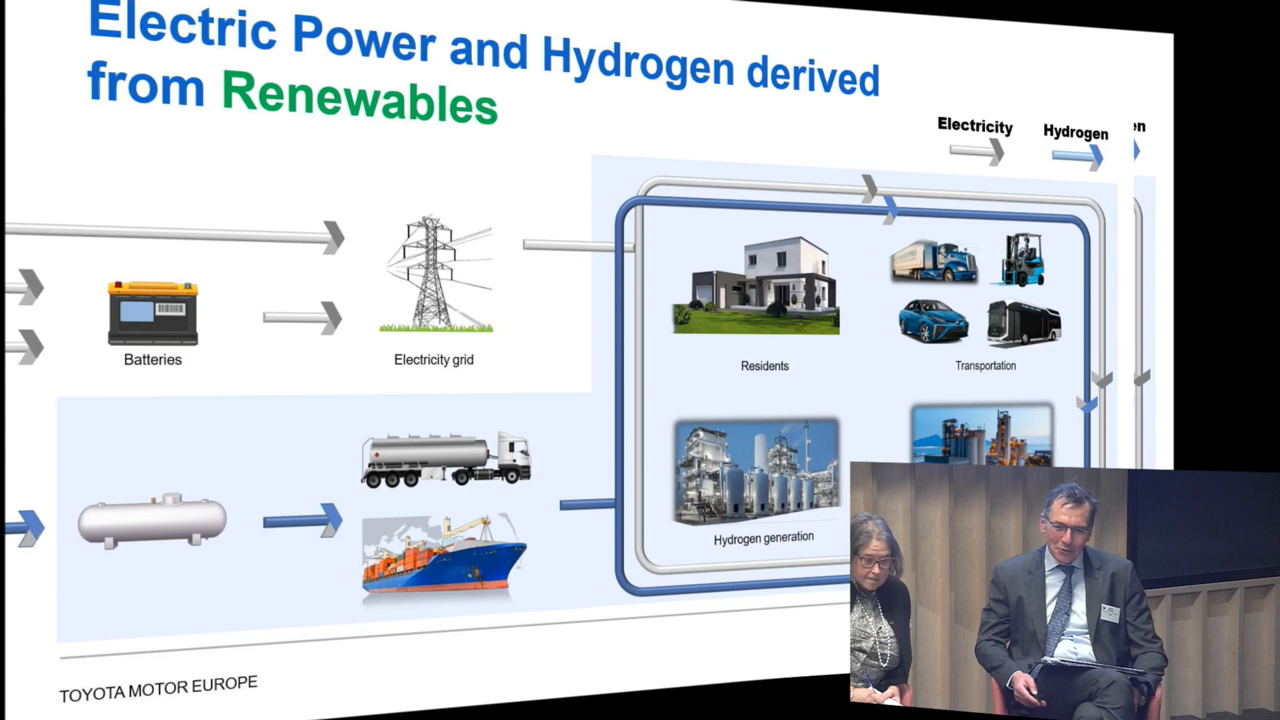 Electric Power and Hydrogen derived
from Renewables
Electricity
Hydrogen
en
Batteries
Electricity grid
Residents
Transportation
Hydrogen generation
TOYOTA MOTOR EUROPE